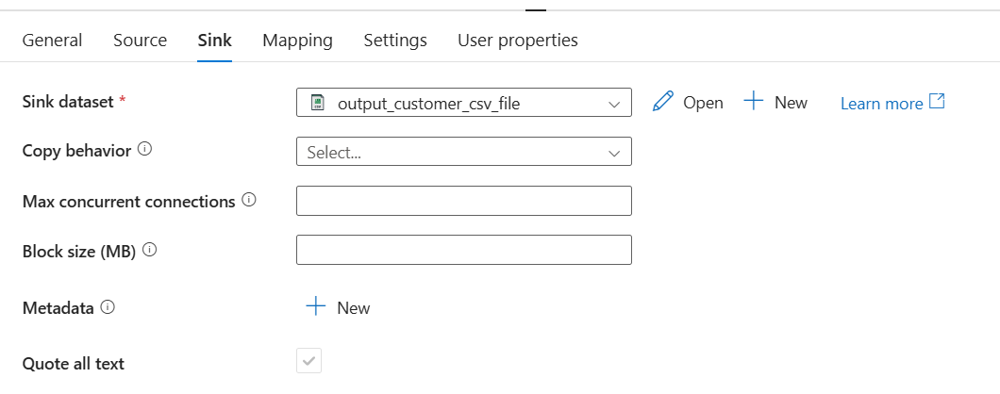 General Source Sink Mapping Settings User properties
Sink dataset * output_customer_csv_file Open New Learn more
Copy behavior Select...
Max concurrent connections
Block size (MB)
Metadata New
Quote all text